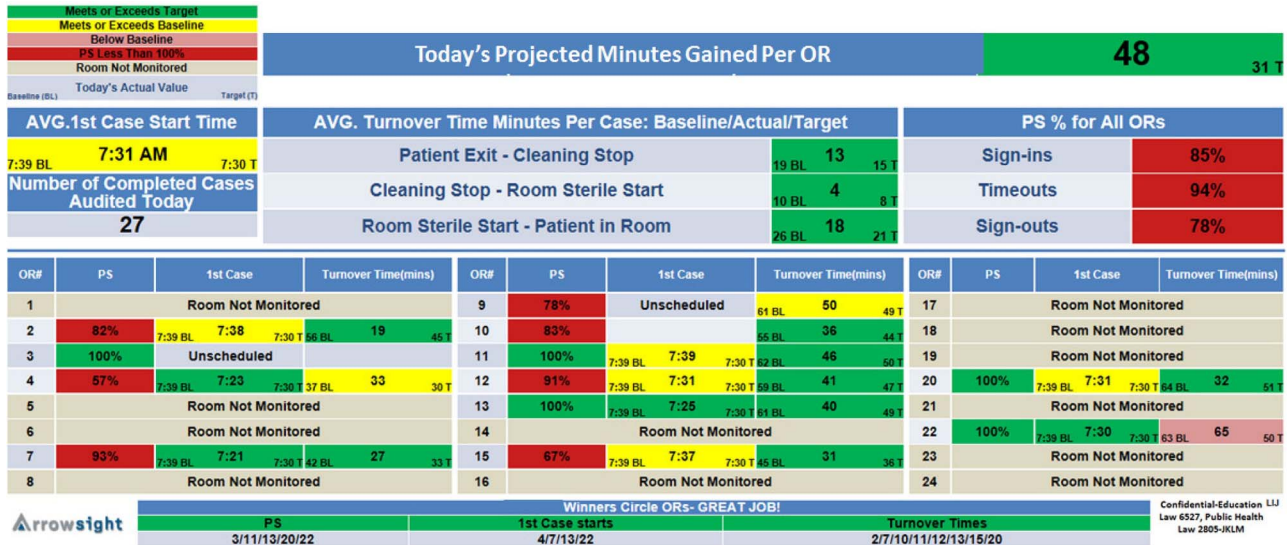 Meets or Exceeds Target
Meets or Exceeds Baseline
Below Baseline
PS Less Than 100%
Room Not Monitored
Baseline (BL) Today's Actual Value Target (T)
Today's Projected Minutes Gained Per OR 48 31 T
AVG.1st Case Start Time
7:39 BL 7:31 AM 7:30 T
Number of Completed Cases
Audited Today
27
AVG. Turnover Time Minutes Per Case: Baseline/Actual/Target
Patient Exit - Cleaning Stop 19 BL 13 15 T
Cleaning Stop - Room Sterile Start 10 BL 4 8 T
Room Sterile Start - Patient in Room 26 BL 18 21 T
PS % for All ORs
Sign-ins 85%
Timeouts 94%
Sign-outs 78%
OR# PS 1st Case Turnover Time(mins)
1 Room Not Monitored
2 82% 7:39 BL 7:38 7:30 T 56 BL 19 45 T
3 100% Unscheduled
4 57% 7:39 BL 7:23 7:30 T 37 BL 33 30 T
5 Room Not Monitored
6 Room Not Monitored
7 93% 7:39 BL 7:21 7:30 T 42 BL 27 33 T
8 Room Not Monitored
OR# PS 1st Case Turnover Time(mins)
9 78% Unscheduled 61 BL 50 49 T
10 83% 55 BL 36 44 T
11 100% 7:39 BL 7:39 7:30 T 62 BL 46 50 T
12 91% 7:39 BL 7:31 7:30 T 59 BL 41 47 T
13 100% 7:39 BL 7:25 7:30 T 61 BL 40 49 T
14 Room Not Monitored
15 67% 7:39 BL 7:37 7:30 T 45 BL 31 36 T
16 Room Not Monitored
OR# PS 1st Case Turnover Time(mins)
17 Room Not Monitored
18 Room Not Monitored
19 Room Not Monitored
20 100% 7:39 BL 7:31 7:30 T 64 BL 32 51 T
21 Room Not Monitored
22 100% 7:39 BL 7:30 7:30 T 63 BL 65 50 T
23 Room Not Monitored
24 Room Not Monitored
Arrowsight
Winners Circle ORs- GREAT JOB!
PS 1st Case starts Turnover Times
3/11/13/20/22 4/7/13/22 2/7/10/11/12/13/15/20
Confidential-Education LIJ
Law 6527, Public Health
Law 2805-JKLM